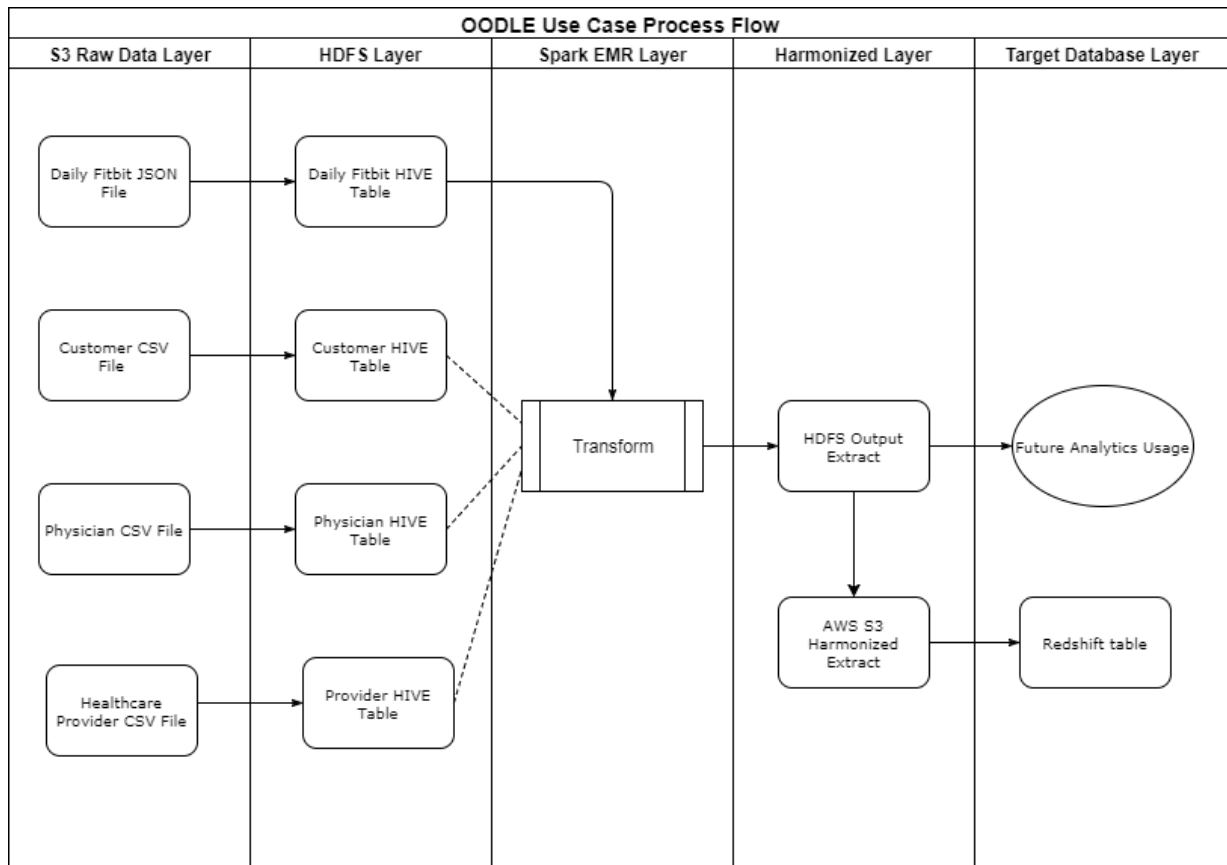 OODLE Use Case Process Flow
S3 Raw Data Layer
HDFS Layer
Spark EMR Layer
Harmonized Layer
Target Database Layer
Daily Fitbit JSON
File
Daily Fitbit HIVE
Table
Customer CSV
File
Customer HIVE
Table
Transform
HDFS Output
Extract
Future Analytics Usage
Physician CSV File
Physician HIVE
Table
AWS S3
Harmonized
Extract
Redshift table
Healthcare
Provider CSV File
Provider HIVE
Table